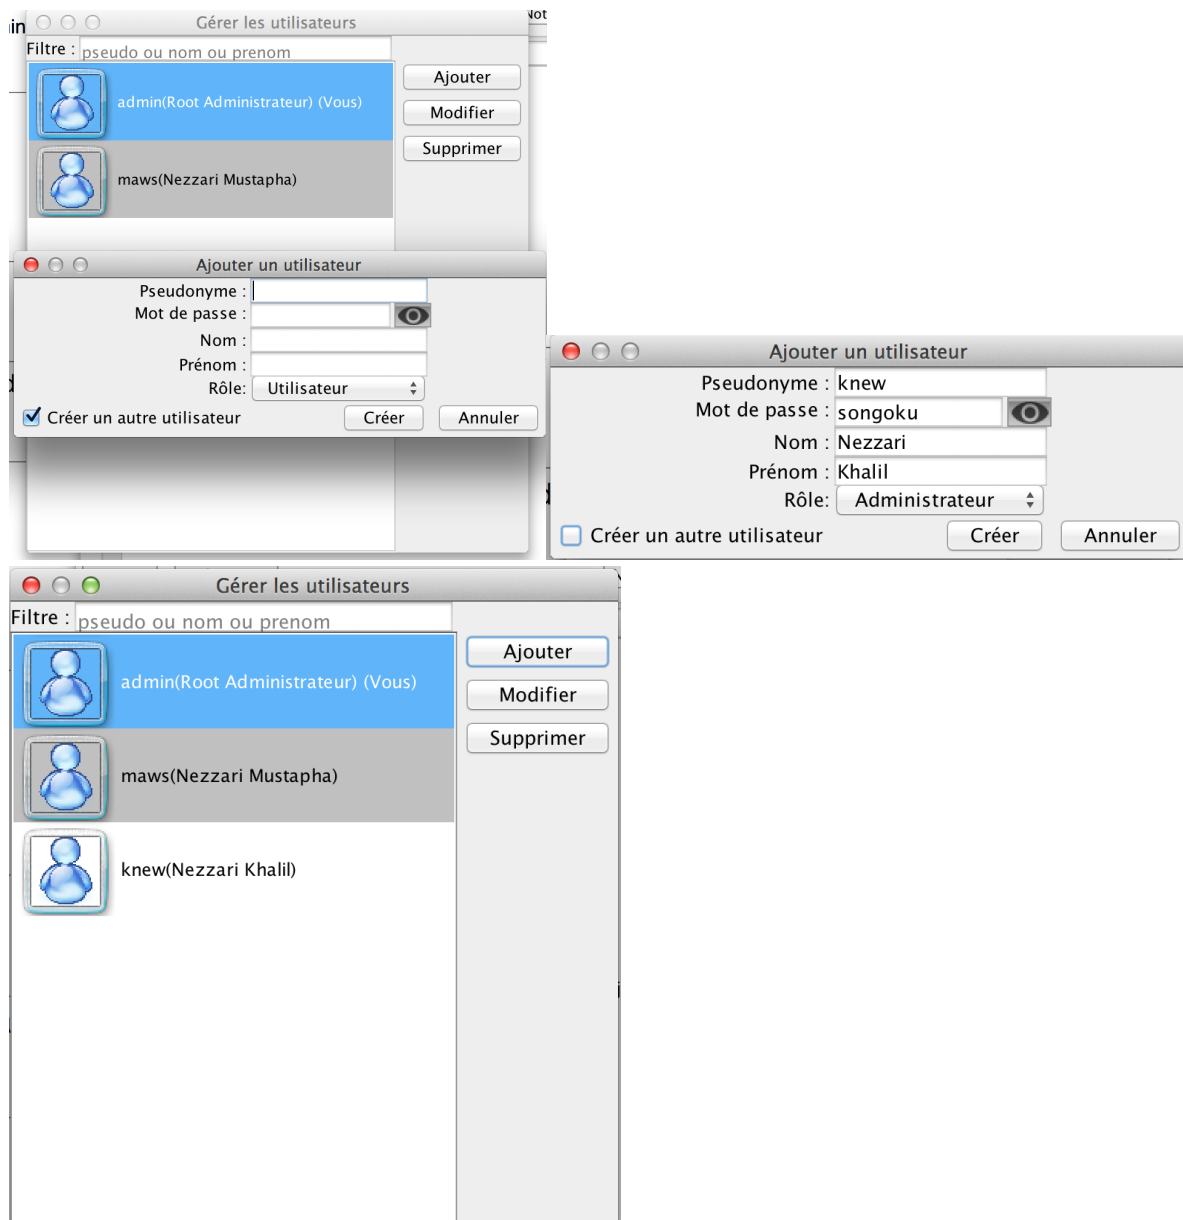 Gérer les utilisateurs
Filtre : pseudo ou nom ou prenom
admin(Root Administrateur) (Vous)
maws(Nezzari Mustapha)
Ajouter
Modifier
Supprimer
Ajouter un utilisateur
Pseudonyme :
Mot de passe :
Nom :
Prénom :
Rôle: Utilisateur
Créer un autre utilisateur Créer Annuler
Ajouter un utilisateur
Pseudonyme : knew
Mot de passe : songoku
Nom : Nezzari
Prénom : Khalil
Rôle: Administrateur
Créer un autre utilisateur Créer Annuler
Gérer les utilisateurs
Filtre : pseudo ou nom ou prenom
admin(Root Administrateur) (Vous)
maws(Nezzari Mustapha)
knew(Nezzari Khalil)
Ajouter
Modifier
Supprimer